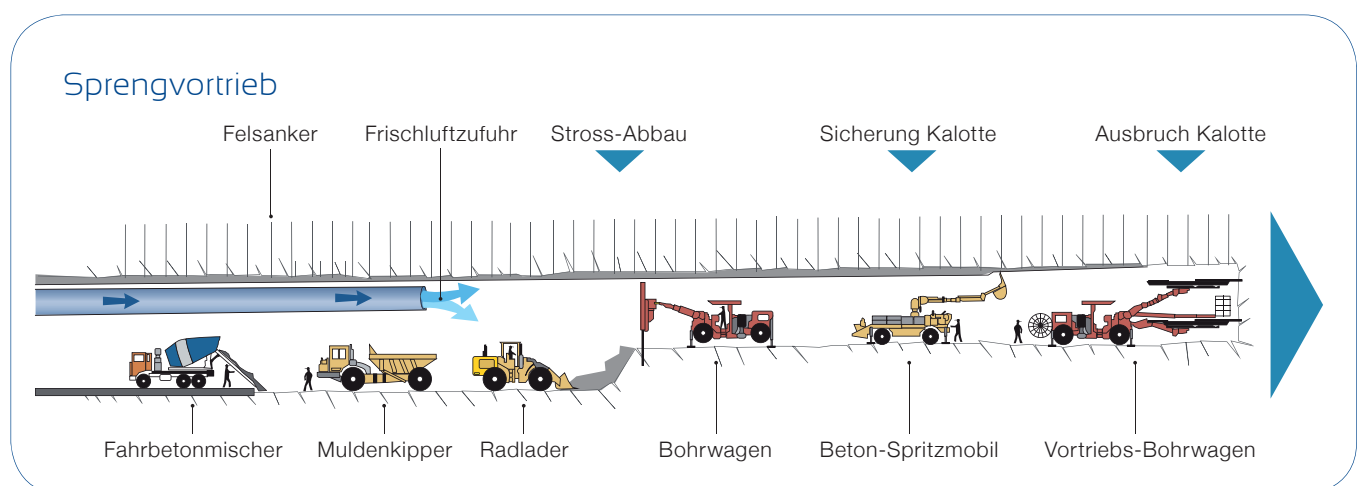 Sprengvortrieb
Felsanker
Frischluftzufuhr
Stross-Abbau
Sicherung Kalotte
Ausbruch Kalotte
Fahrbetonmischer
Muldenkipper
Radlader
Bohrwagen
Beton-Spritzmobil
Vortriebs-Bohrwagen